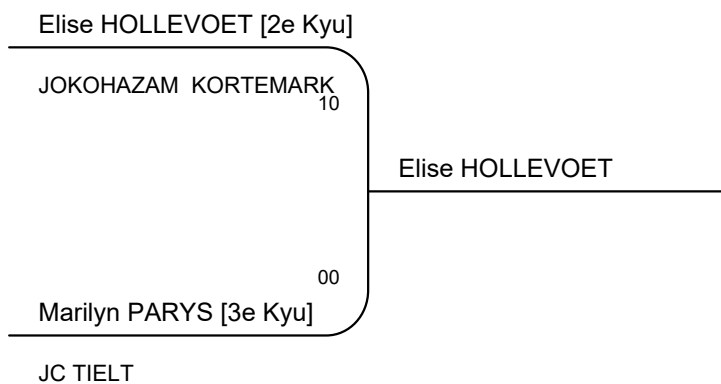 Elise HOLLEVOET [2e Kyu]
JOKOHAZAM KORTEMARK
10
Elise HOLLEVOET
00
Marilyn PARYS [3e Kyu]
JC TIELT